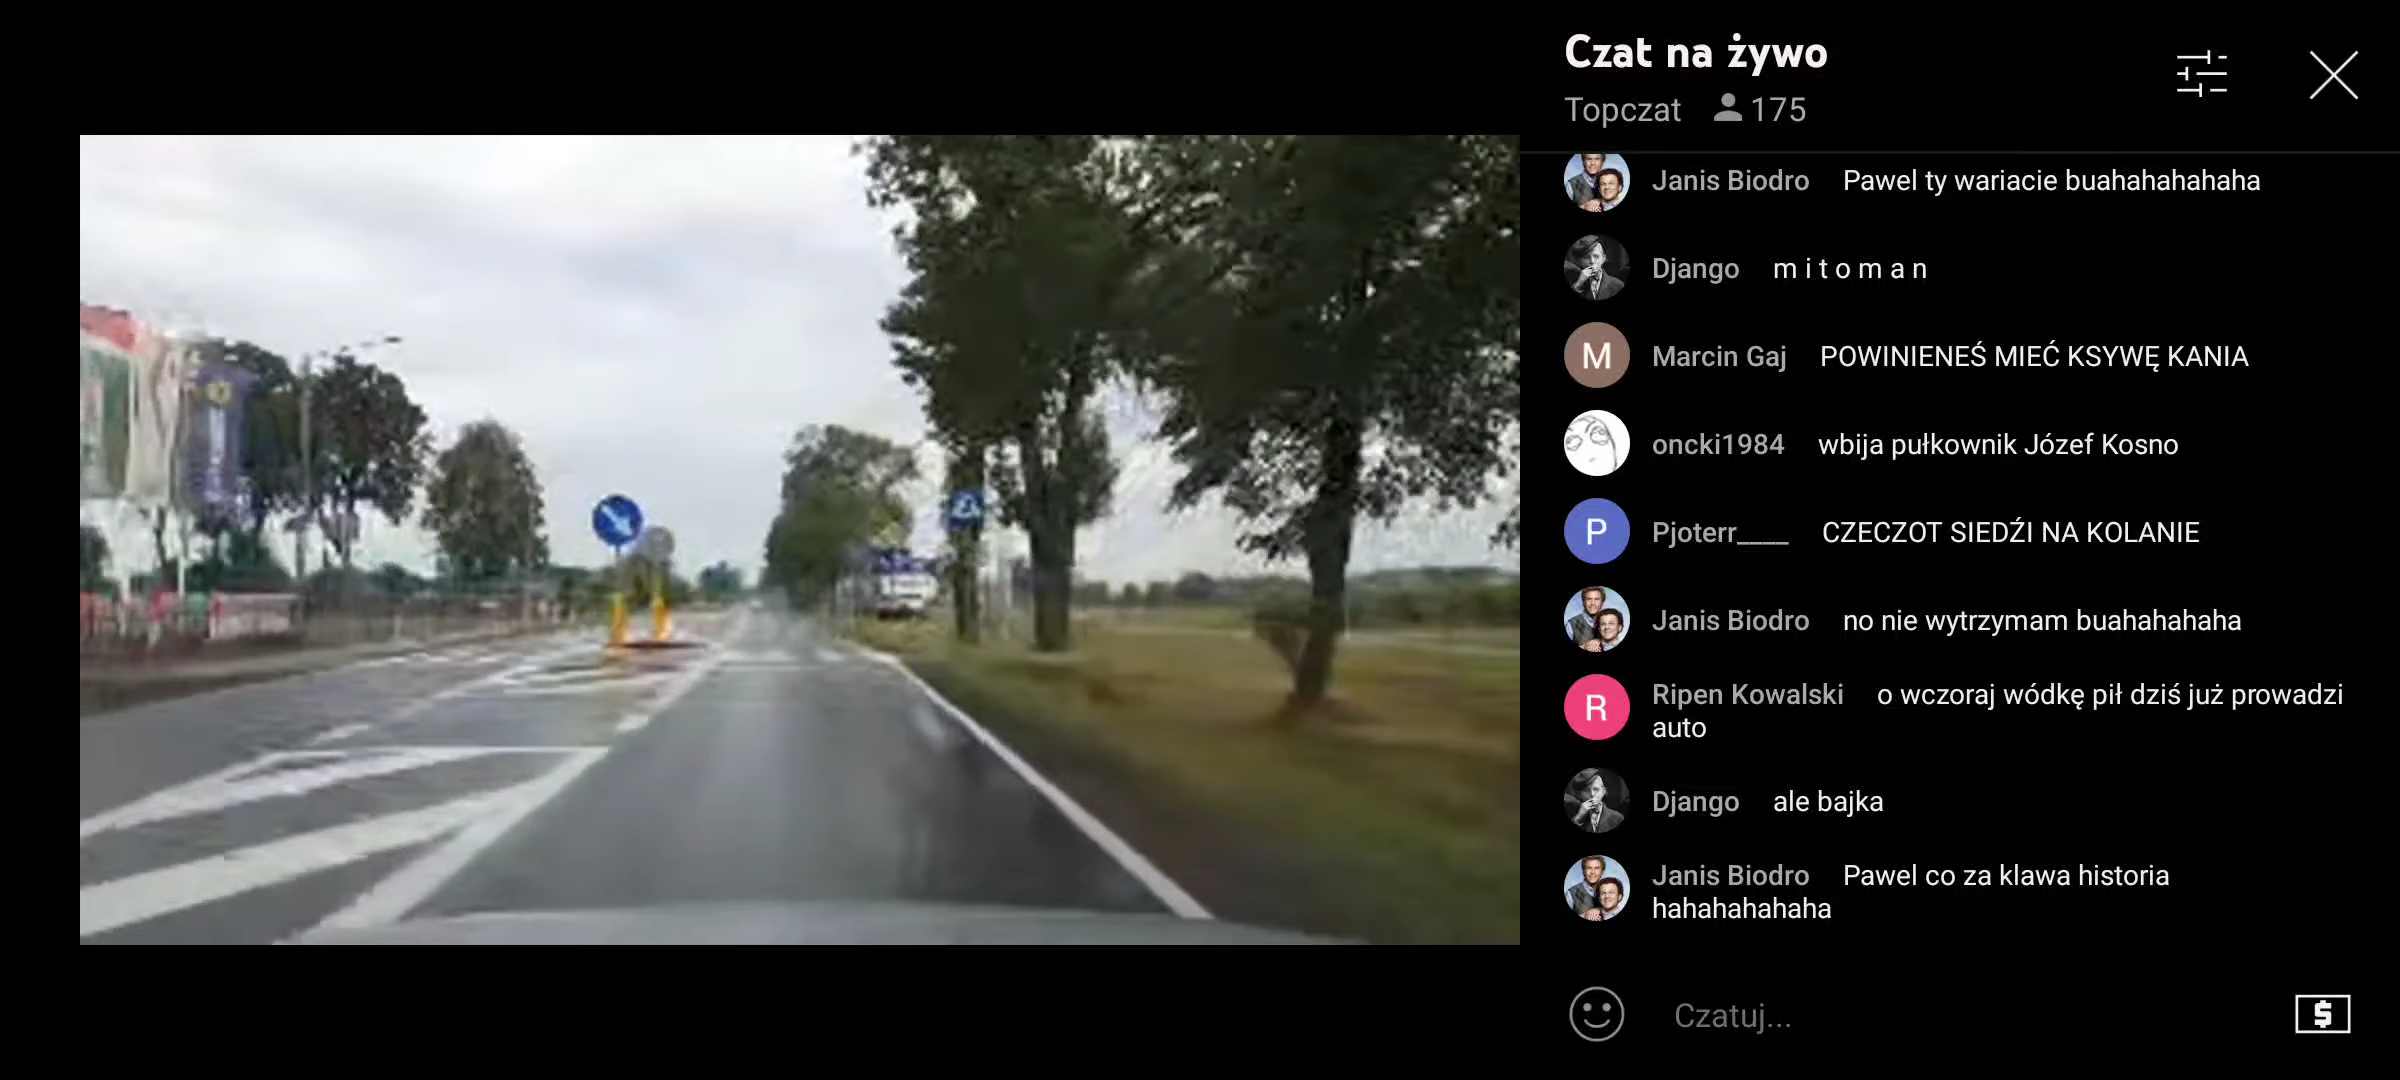 Czat na żywo
Topczat 175
Janis Biodro Pawel ty wariacie buahahahahaha
Django m i t o m a n
M Marcin Gaj POWINIENEŚ MIEĆ KSYWĘ KANIA
oncki1984 wbija pułkownik Józef Kosno
P Pjoterr____ CZECZOT SIEDŹI NA KOLANIE
Janis Biodro no nie wytrzymam buahahahaha
R Ripen Kowalski o wczoraj wódkę pił dziś już prowadzi
auto
Django ale bajka
Janis Biodro Pawel co za klawa historia
hahahahahaha
Czatuj...
$